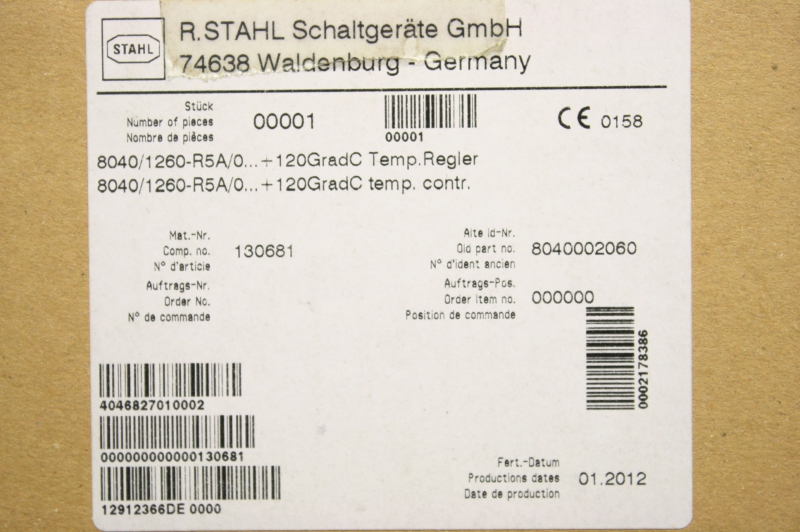 STAHL
R.STAHL Schaltgeräte GmbH
74638 Waldenburg - Germany
Stück
Number of pieces 00001
Nombre de pièces
00001
CE 0158
8040/1260-R5A/0...+120GradC Temp.Regler
8040/1260-R5A/0...+120GradC temp. contr.
Mat.-Nr.
Comp. no. 130681
N° d'article
Alte Id-Nr.
Old part no. 8040002060
N° d'ident ancien
Auftrags-Nr.
Order No.
N° de commande
Auftrags-Pos.
Order Item no. 000000
Position de commande
0002178386
4046827010002
000000000000130681
12912366DE 0000
Fert.-Datum
Productions dates 01.2012
Date de production